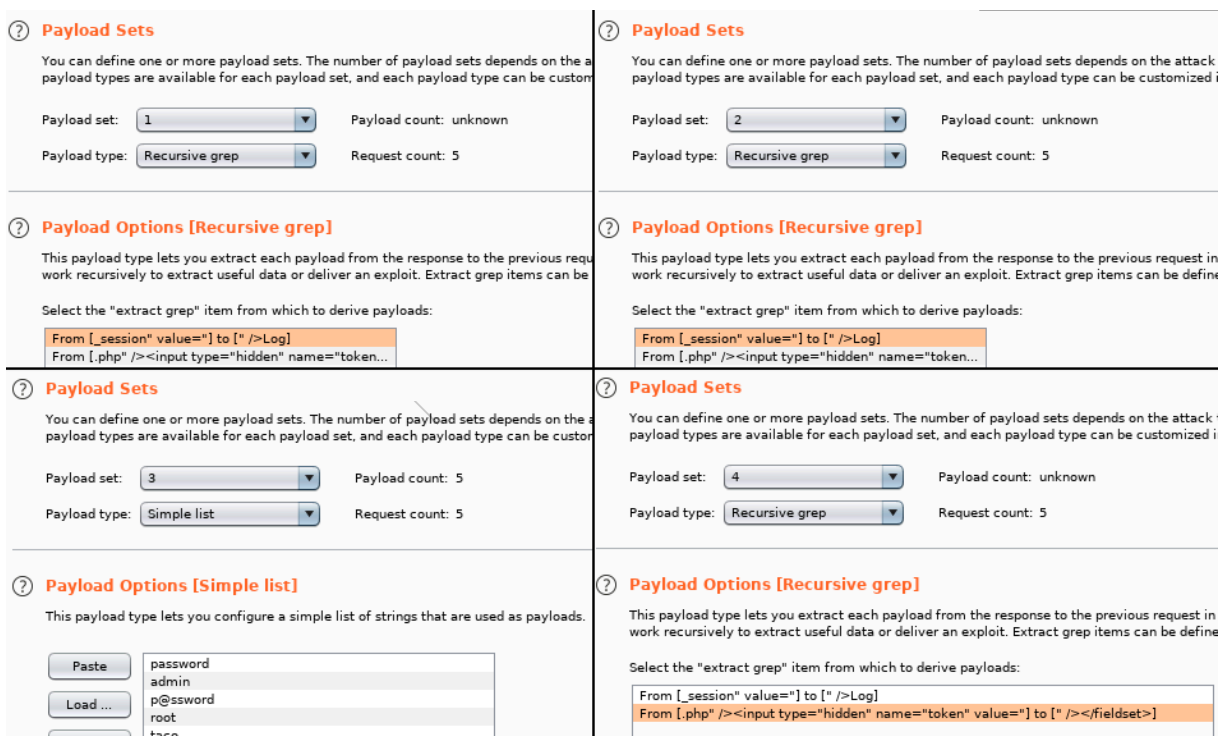 Payload Sets
You can define one or more payload sets. The number of payload sets depends on the a
payload types are available for each payload set, and each payload type can be custom
Payload set: 1 Payload count: unknown
Payload type: Recursive grep Request count: 5
Payload Options [Recursive grep]
This payload type lets you extract each payload from the response to the previous requ
work recursively to extract useful data or deliver an exploit. Extract grep items can be
Select the "extract grep" item from which to derive payloads:
From [_session" value="] to [" />Log]
From [.php" /><input type="hidden" name="token...
Payload Sets
You can define one or more payload sets. The number of payload sets depends on the attack
payload types are available for each payload set, and each payload type can be customized i
Payload set: 2 Payload count: unknown
Payload type: Recursive grep Request count: 5
Payload Options [Recursive grep]
This payload type lets you extract each payload from the response to the previous request in
work recursively to extract useful data or deliver an exploit. Extract grep items can be define
Select the "extract grep" item from which to derive payloads:
From [_session" value="] to [" />Log]
From [.php" /><input type="hidden" name="token...
Payload Sets
You can define one or more payload sets. The number of payload sets depends on the a
payload types are available for each payload set, and each payload type can be custor
Payload set: 3 Payload count: 5
Payload type: Simple list Request count: 5
Payload Options [Simple list]
This payload type lets you configure a simple list of strings that are used as payloads.
Paste
Load ...
password
admin
p@ssword
root
taco
Payload Sets
You can define one or more payload sets. The number of payload sets depends on the attack
payload types are available for each payload set, and each payload type can be customized i
Payload set: 4 Payload count: unknown
Payload type: Recursive grep Request count: 5
Payload Options [Recursive grep]
This payload type lets you extract each payload from the response to the previous request in
work recursively to extract useful data or deliver an exploit. Extract grep items can be define
Select the "extract grep" item from which to derive payloads:
From [_session" value="] to [" />Log]
From [.php" /><input type="hidden" name="token" value="] to [" /></fieldset>]